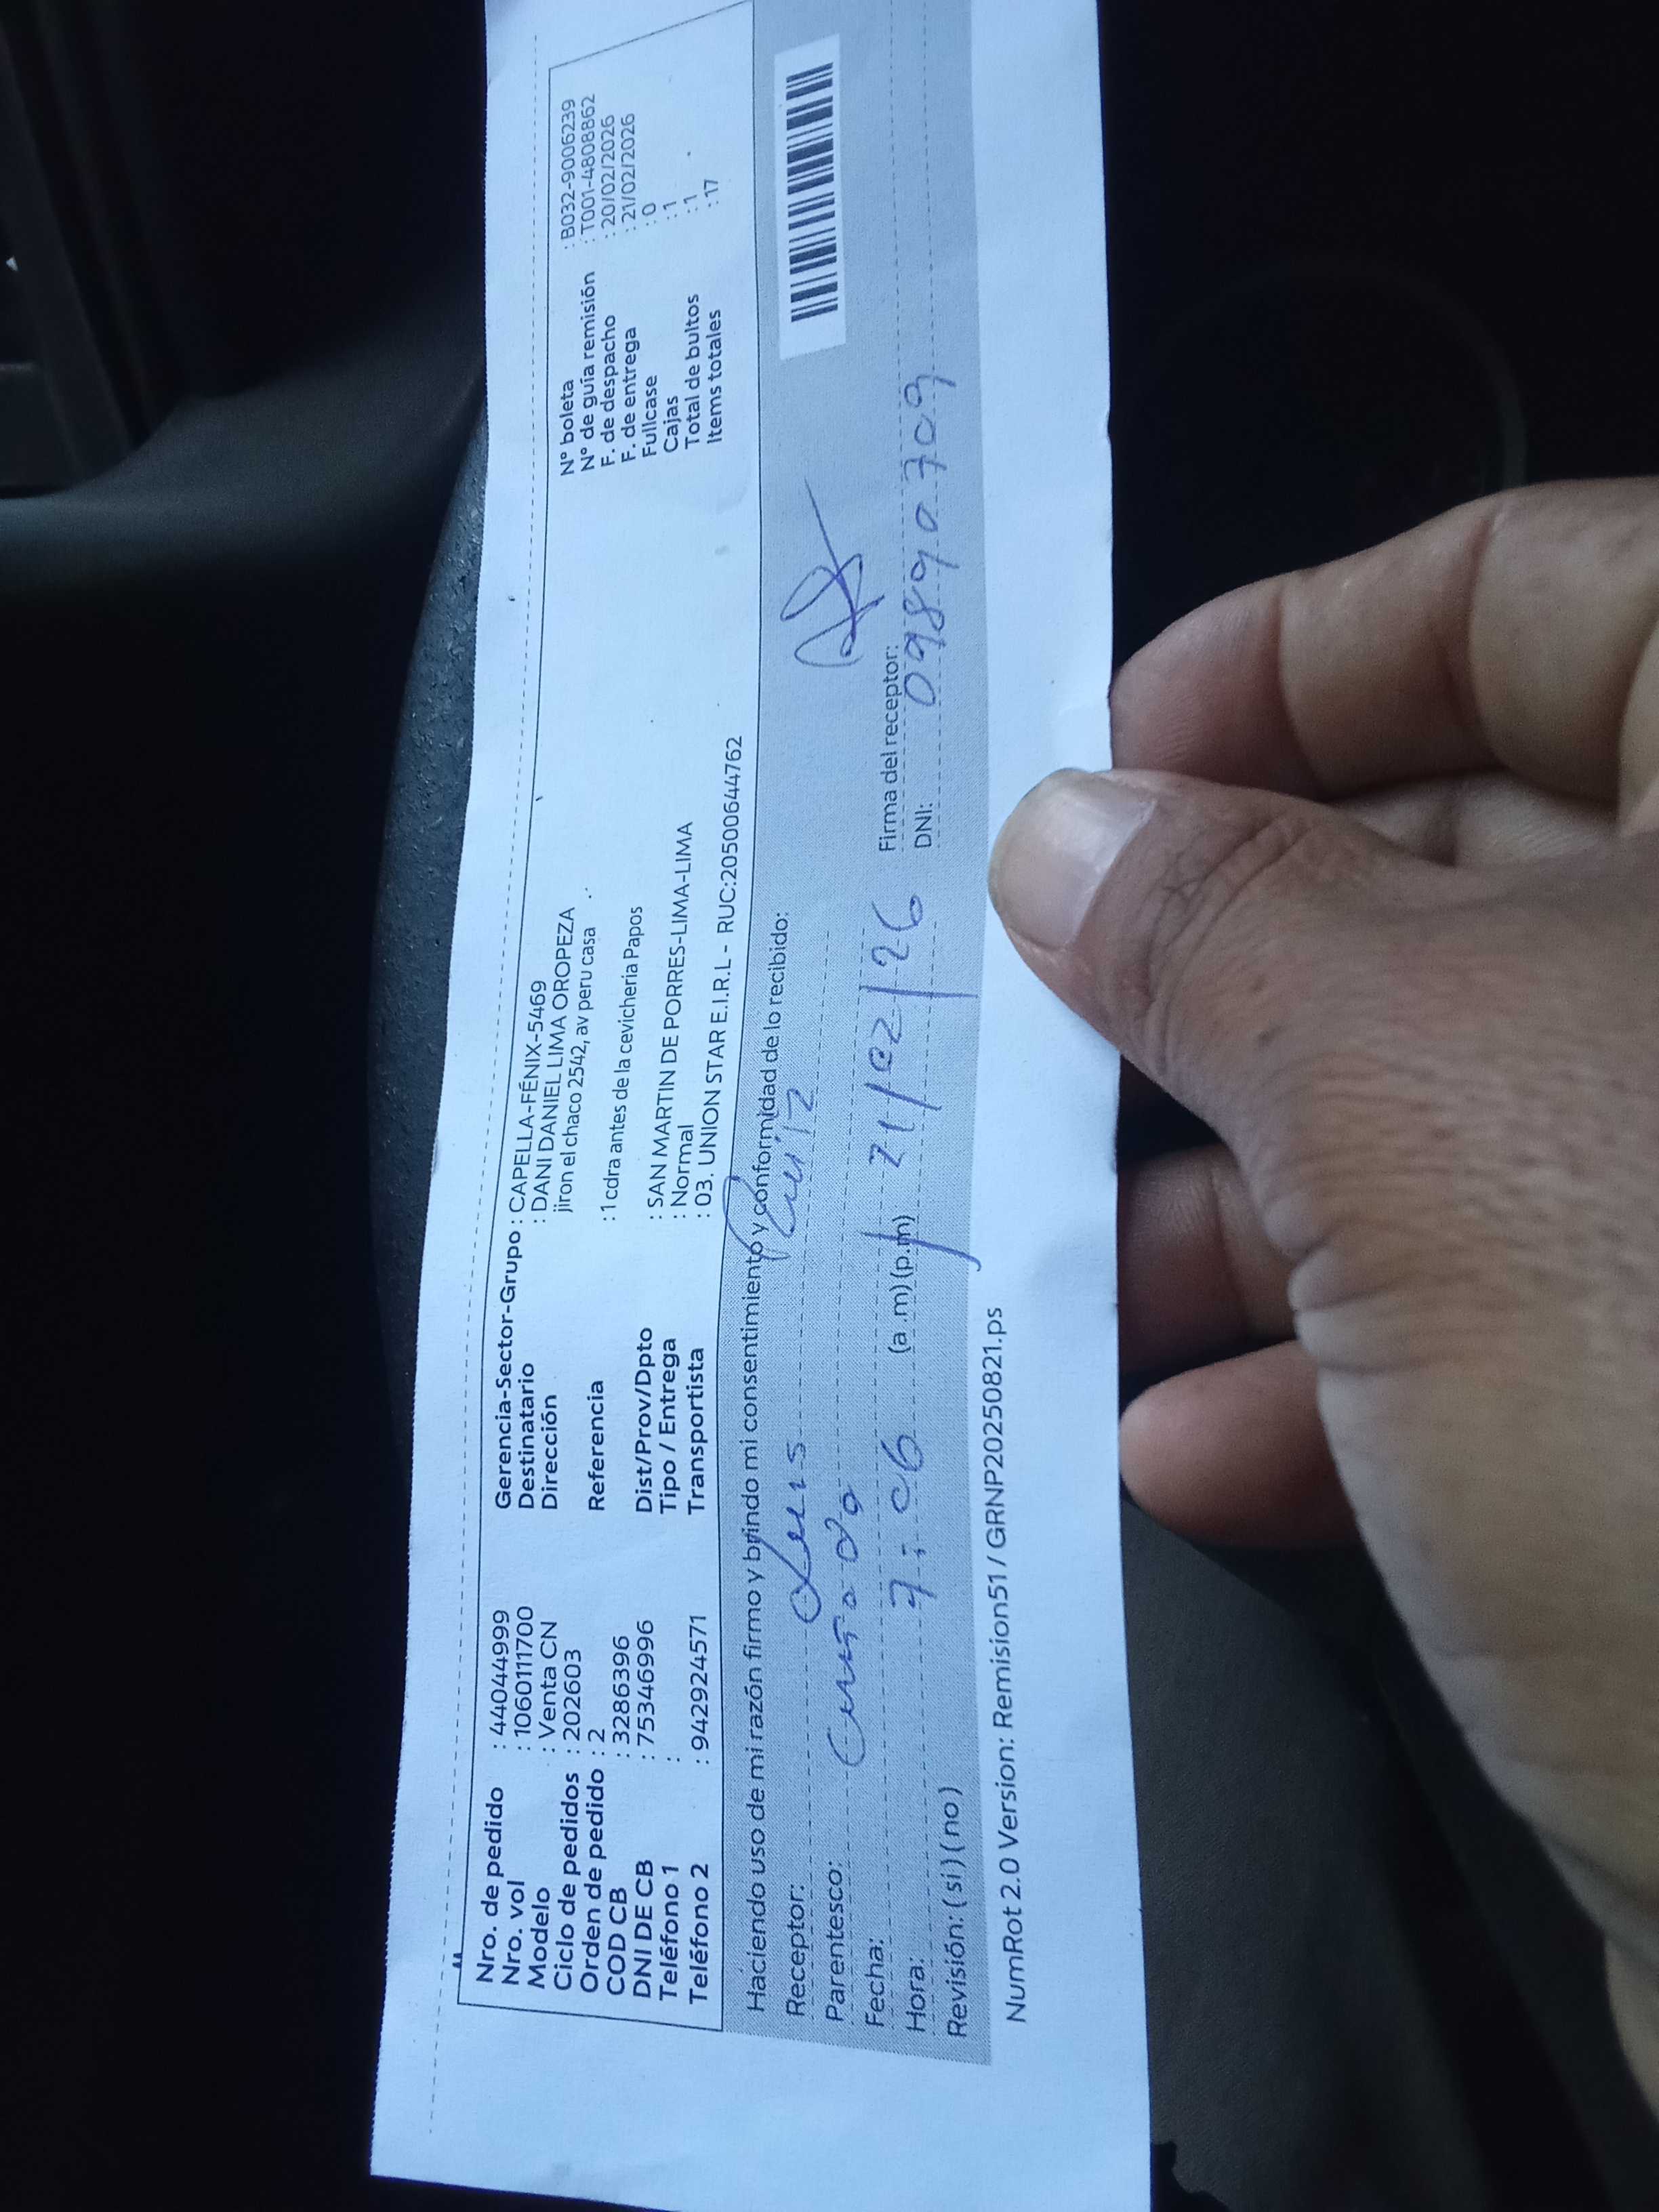 Nro. de pedido : 44044999
Nro. vol : 1060111700
Modelo : Venta CN
Ciclo de pedidos : 202603
Orden de pedido : 2
COD CB : 3286396
DNI DE CB : 75346996
Teléfono 1 :
Teléfono 2 : 942924571
Gerencia-Sector-Grupo : CAPELLA-FÉNIX-5469
Destinatario : DANI DANIEL LIMA OROPEZA
Dirección jiron el chaco 2542, av peru casa
Referencia : 1 cdra antes de la cevicheria Papos
Dist/Prov/Dpto : SAN MARTIN DE PORRES-LIMA-LIMA
Tipo / Entrega : Normal
Transportista : 03. UNION STAR E.I.R.L - RUC:20500644762
N° boleta : B032-9006239
N° de guía remisión : T001-4808862
F. de despacho : 20/02/2026
F. de entrega : 21/02/2026
Fullcase : 0
Cajas : 1
Total de bultos : 1
Items totales : 17
Haciendo uso de mi razón firmo y brindo mi consentimiento y conformidad de lo recibido:
Receptor: Luis
Parentesco:
Fecha: 21/02/26
Hora: 7:06 (a .m) (p.m)
Revisión: ( si ) ( no )
Firma del receptor:
DNI: 09890709
NumRot 2.0 Version: Remision51 / GRNP20250821.ps